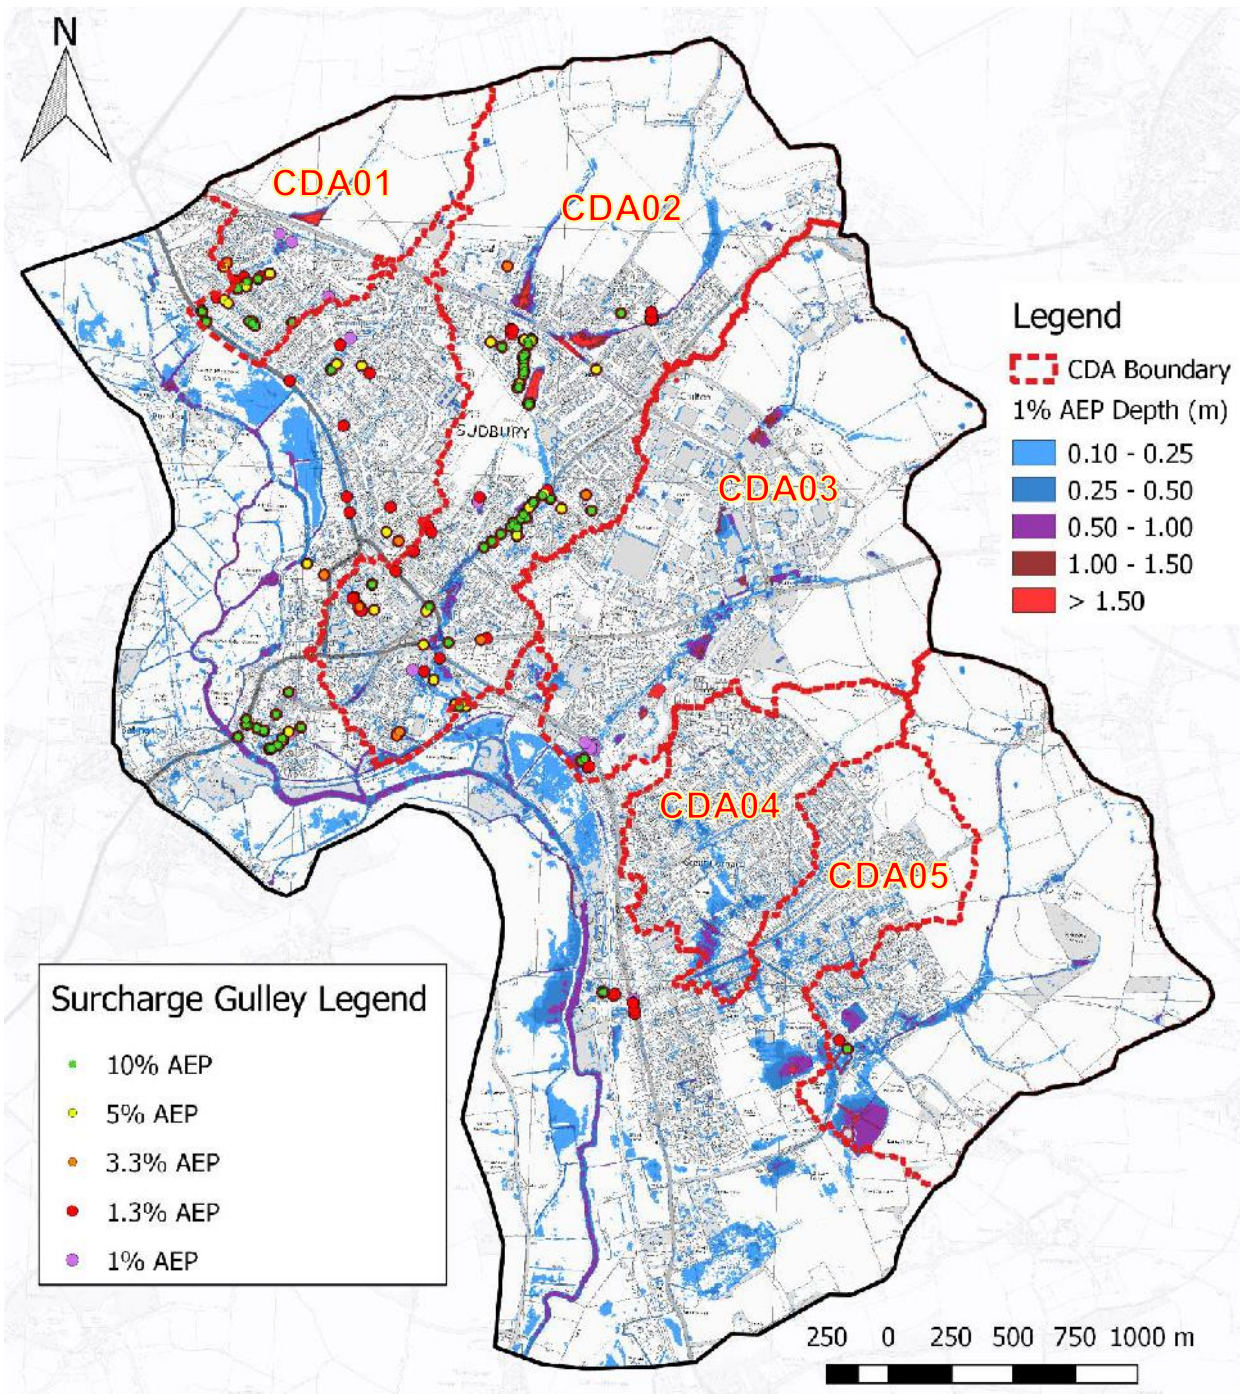 N
CDA01
CDA02
Legend
CDA Boundary
1% AEP Depth (m)
0.10 - 0.25
0.25 - 0.50
0.50 - 1.00
1.00 - 1.50
> 1.50
SUDBURY
CDA03
CDA04
CDA05
Surcharge Gulley Legend
10% AEP
5% AEP
3.3% AEP
1.3% AEP
1% AEP
250 0 250 500 750 1000 m